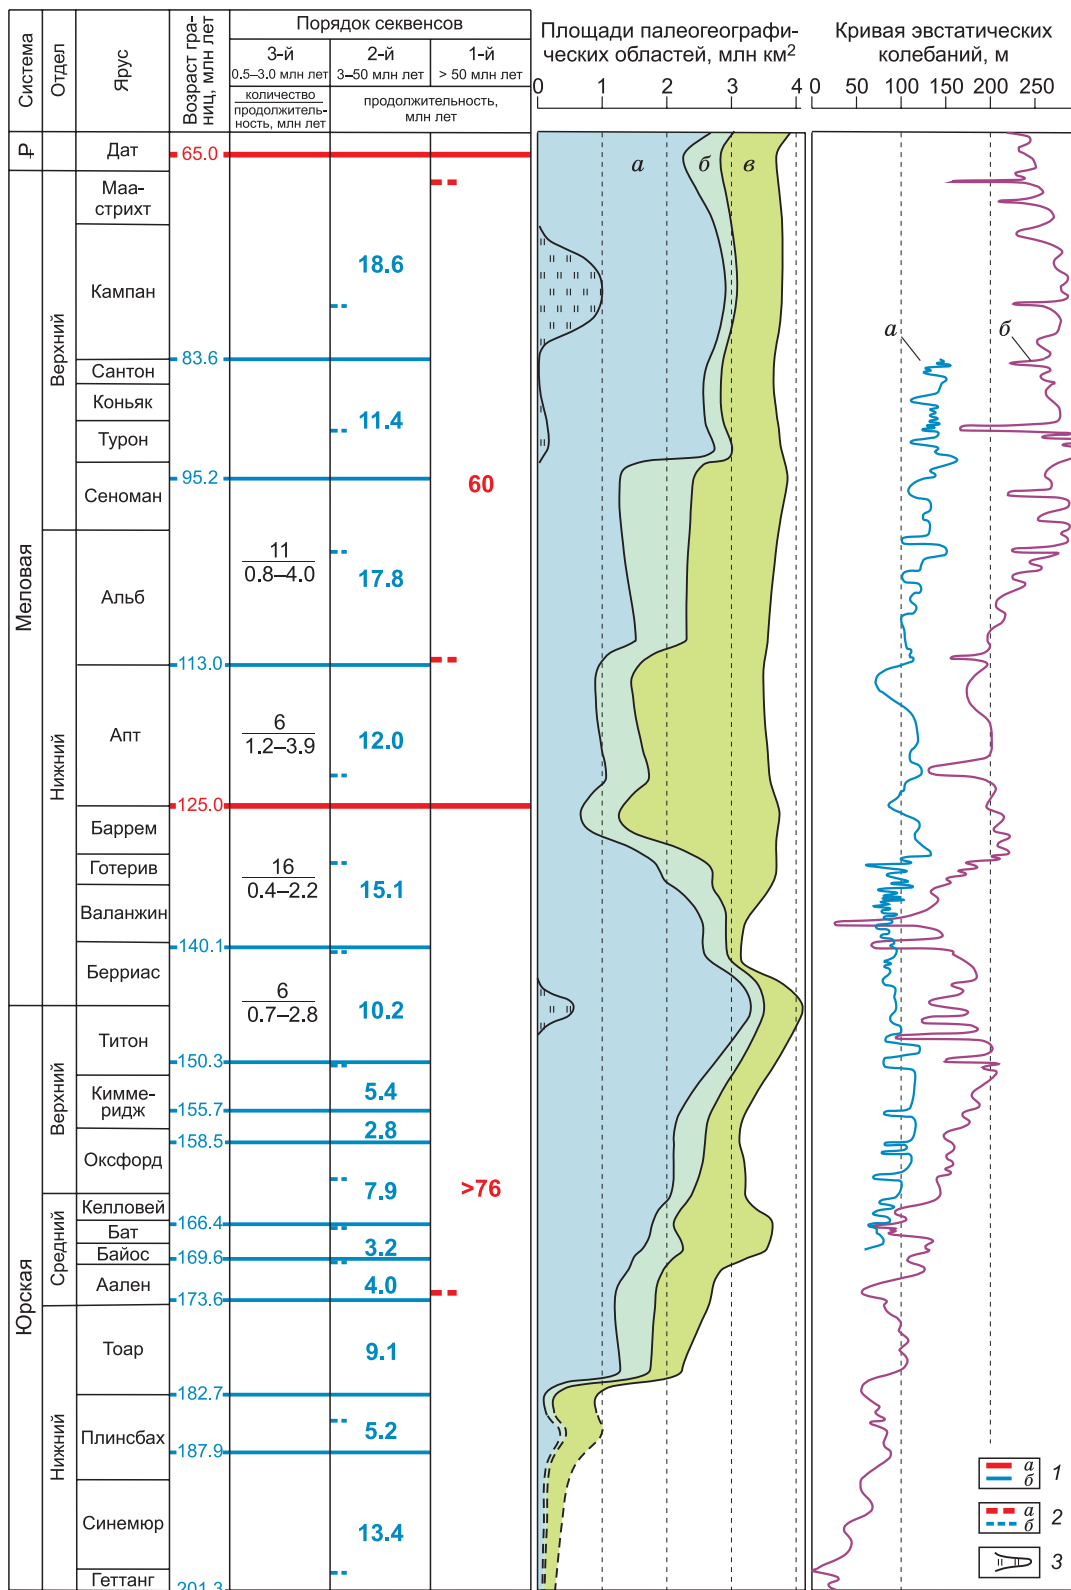 Система
Отдел
Ярус
Возраст гра-
ниц, млн лет
Порядок секвенсов
3-й
0.5–3.0 млн лет
2-й
3–50 млн лет
1-й
> 50 млн лет
количество
продолжитель-
ность, млн лет
продолжительность,
млн лет
Площади палеогеографи-
ческих областей, млн км2
0 1 2 3 4
Кривая эвстатических
колебаний, м
0 50 100 150 200 250
₽
Дат
65.0
Меловая
Верхний
Маа-
стрихт
Кампан
18.6
83.6
Сантон
Коньяк
11.4
Турон
95.2
Сеноман
60
Нижний
Альб
11
0.8–4.0
17.8
113.0
Апт
6
1.2–3.9
12.0
125.0
Баррем
Готерив
16
0.4–2.2
15.1
Валанжин
140.1
Берриас
6
0.7–2.8
10.2
Юрская
Верхний
Титон
150.3
Кимме-
ридж
5.4
155.7
2.8
158.5
Оксфорд
7.9
>76
Средний
Келловей
166.4
Бат
3.2
Байос
169.6
Аален
4.0
173.6
Нижний
Тоар
9.1
182.7
Плинсбах
5.2
187.9
Синемюр
13.4
Геттанг
201.3
а б в
а б
а
б
1
а
б
2
3